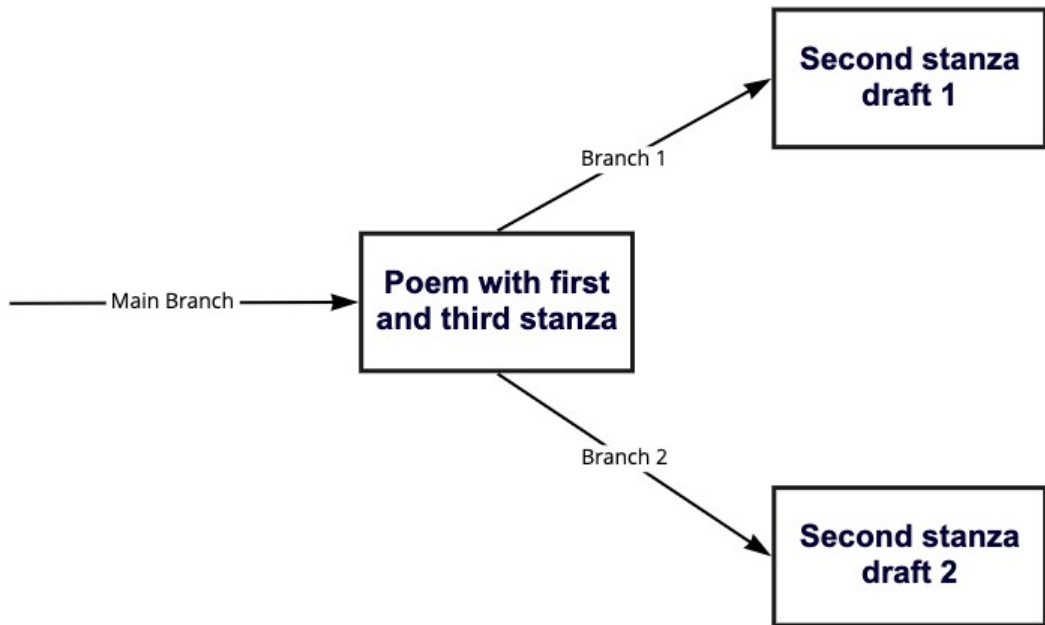 Second stanza
draft 1
Branch 1
Poem with first
and third stanza
Main Branch
Branch 2
Second stanza
draft 2